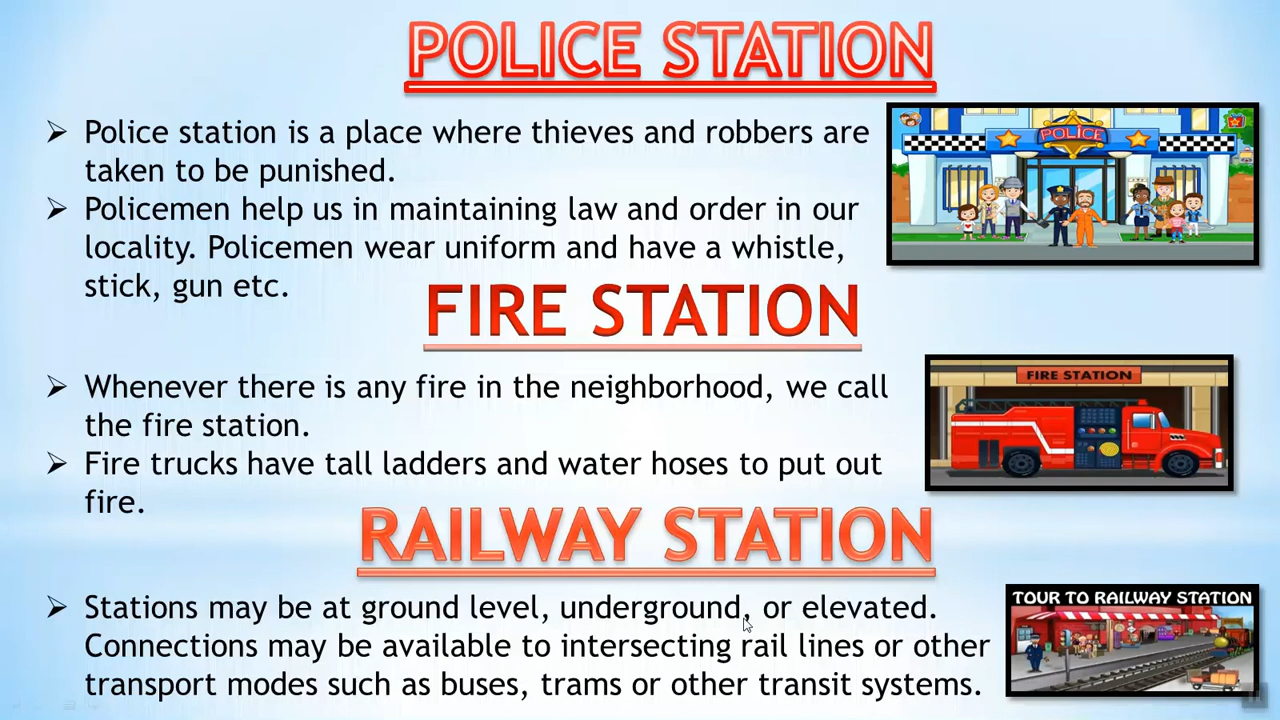 POLICE STATION
➢ Police station is a place where thieves and robbers are
taken to be punished.
➢ Policemen help us in maintaining law and order in our
locality. Policemen wear uniform and have a whistle,
stick, gun etc.
POLICE
FIRE STATION
➢ Whenever there is any fire in the neighborhood, we call
the fire station.
➢ Fire trucks have tall ladders and water hoses to put out
fire.
FIRE STATION
RAILWAY STATION
➢ Stations may be at ground level, underground, or elevated.
Connections may be available to intersecting rail lines or other
transport modes such as buses, trams or other transit systems.
TOUR TO RAILWAY STATION